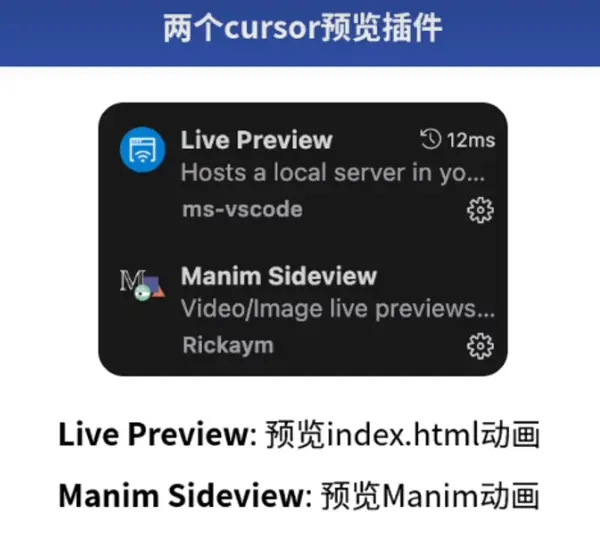 两个cursor预览插件
Live Preview 12ms
Hosts a local server in yo...
ms-vscode
Manim Sideview
Video/Image live previews...
Rickaym
Live Preview: 预览index.html动画
Manim Sideview: 预览Manim动画